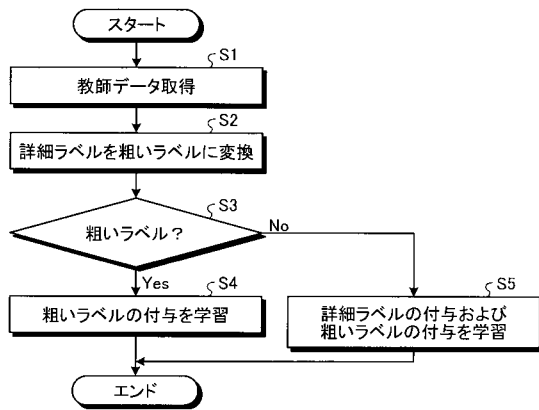 スタート
S1
教師データ取得
S2
詳細ラベルを粗いラベルに変換
S3
粗いラベル？
No
Yes
S4
粗いラベルの付与を学習
S5
詳細ラベルの付与および
粗いラベルの付与を学習
エンド